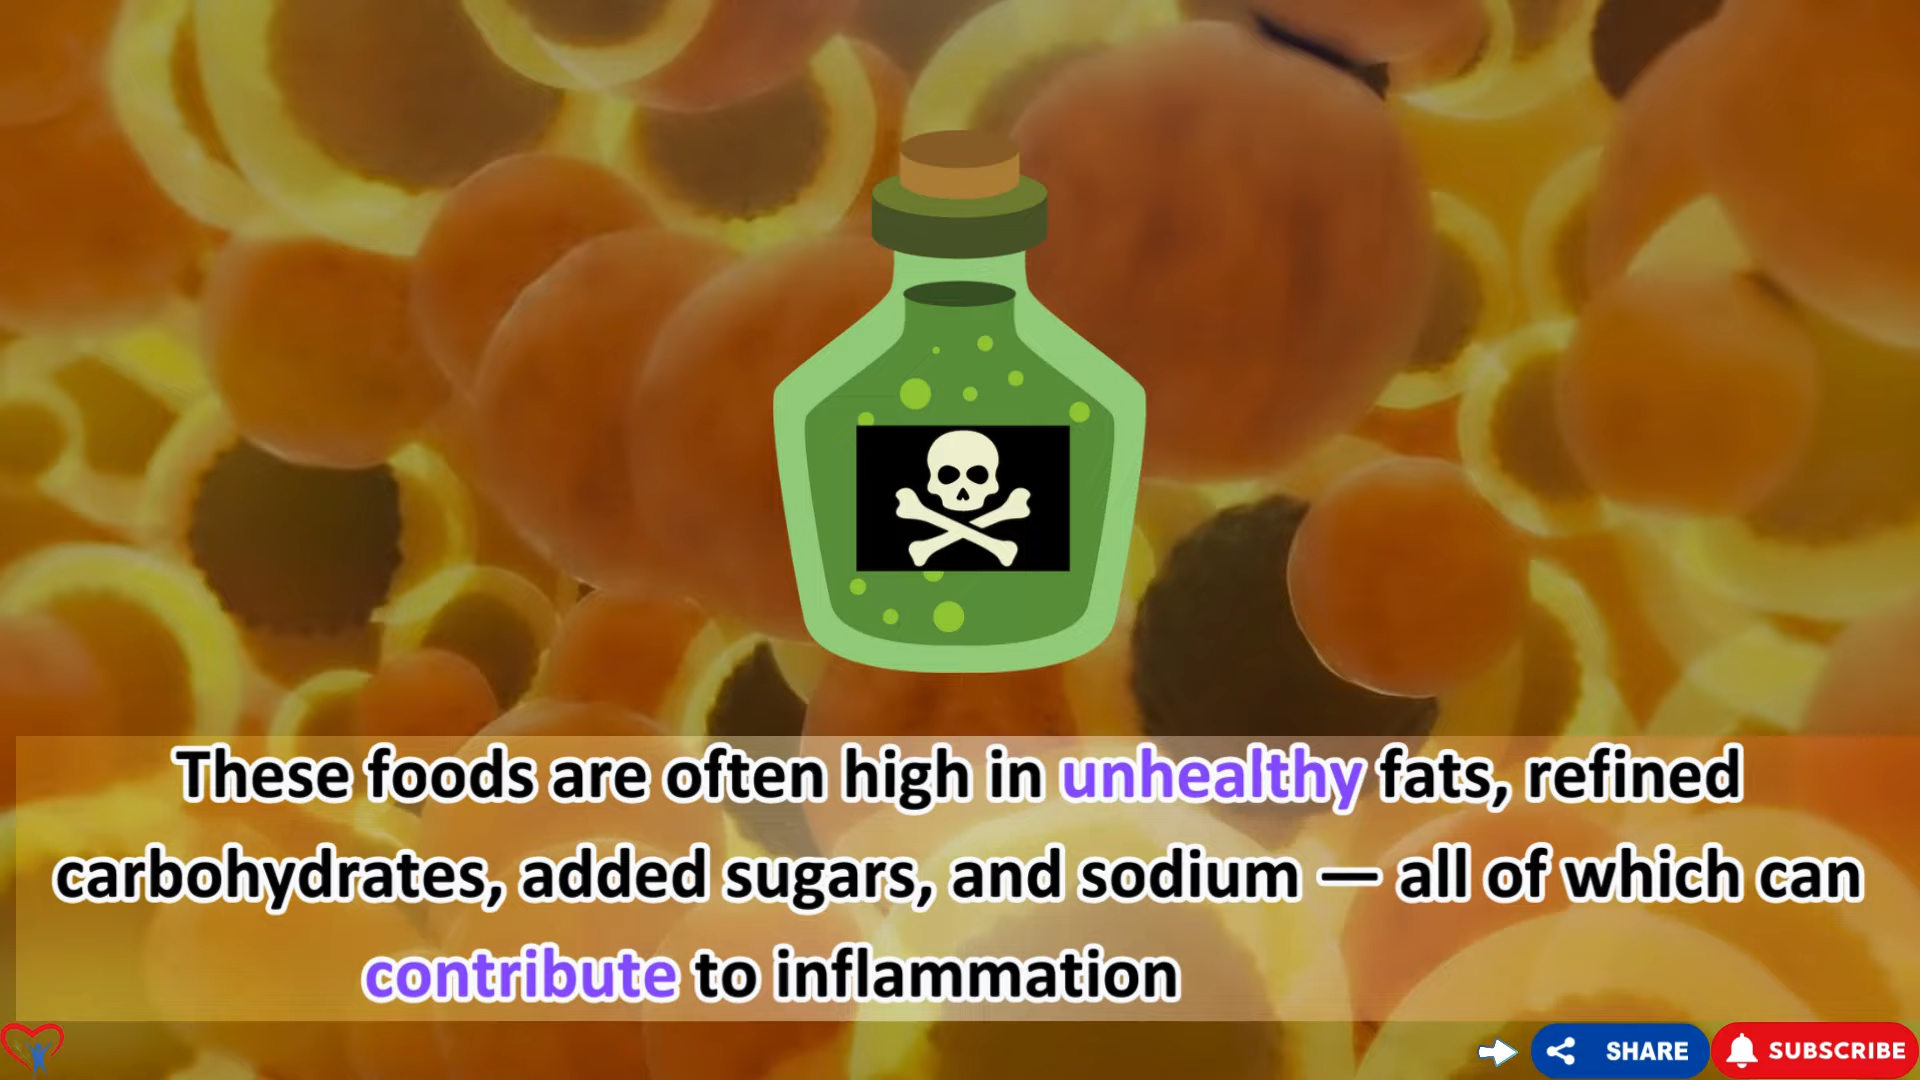 These foods are often high in unhealthy fats, refined
carbohydrates, added sugars, and sodium — all of which can
contribute to inflammation
SHARE
SUBSCRIBE